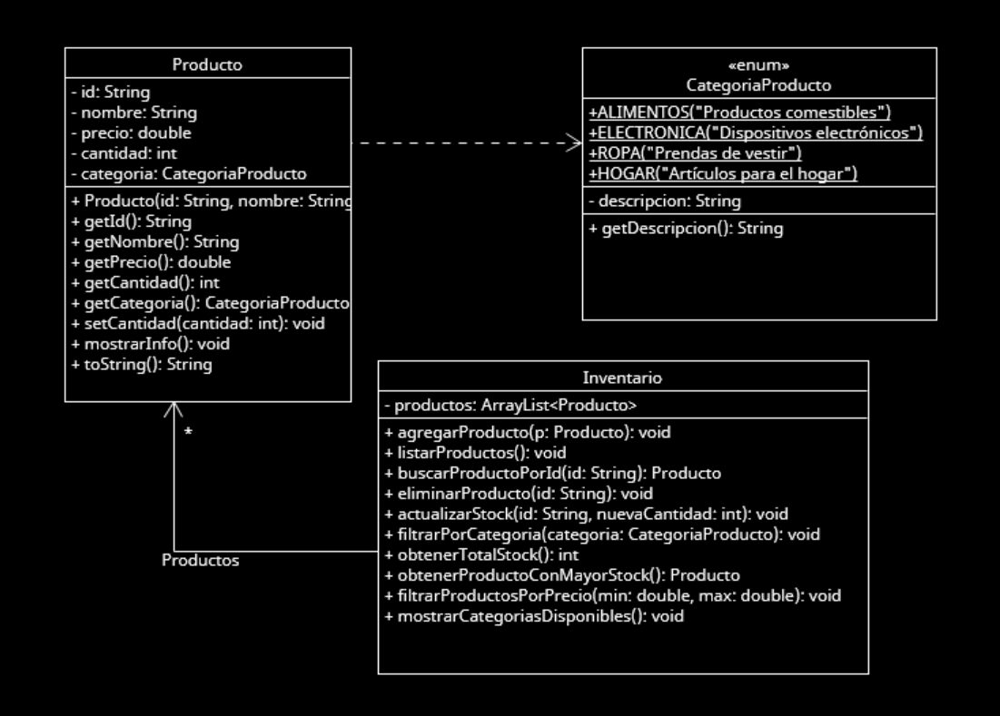 Producto
- id: String
- nombre: String
- precio: double
- cantidad: int
- categoria: CategoriaProducto
+ Producto(id: String, nombre: String
+ getId(): String
+ getNombre(): String
+ getPrecio(): double
+ getCantidad(): int
+ getCategoria(): CategoriaProducto
+ setCantidad(cantidad: int): void
+ mostrarInfo(): void
+ toString(): String
«enum»
CategoriaProducto
+ALIMENTOS("Productos comestibles")
+ELECTRONICA("Dispositivos electrónicos")
+ROPA("Prendas de vestir")
+HOGAR("Artículos para el hogar")
- descripcion: String
+ getDescripcion(): String
*
Productos
Inventario
- productos: ArrayList<Producto>
+ agregarProducto(p: Producto): void
+ listarProductos(): void
+ buscarProductoPorId(id: String): Producto
+ eliminarProducto(id: String): void
+ actualizarStock(id: String, nuevaCantidad: int): void
+ filtrarPorCategoria(categoria: CategoriaProducto): void
+ obtenerTotalStock(): int
+ obtenerProductoConMayorStock(): Producto
+ filtrarProductosPorPrecio(min: double, max: double): void
+ mostrarCategoriasDisponibles(): void